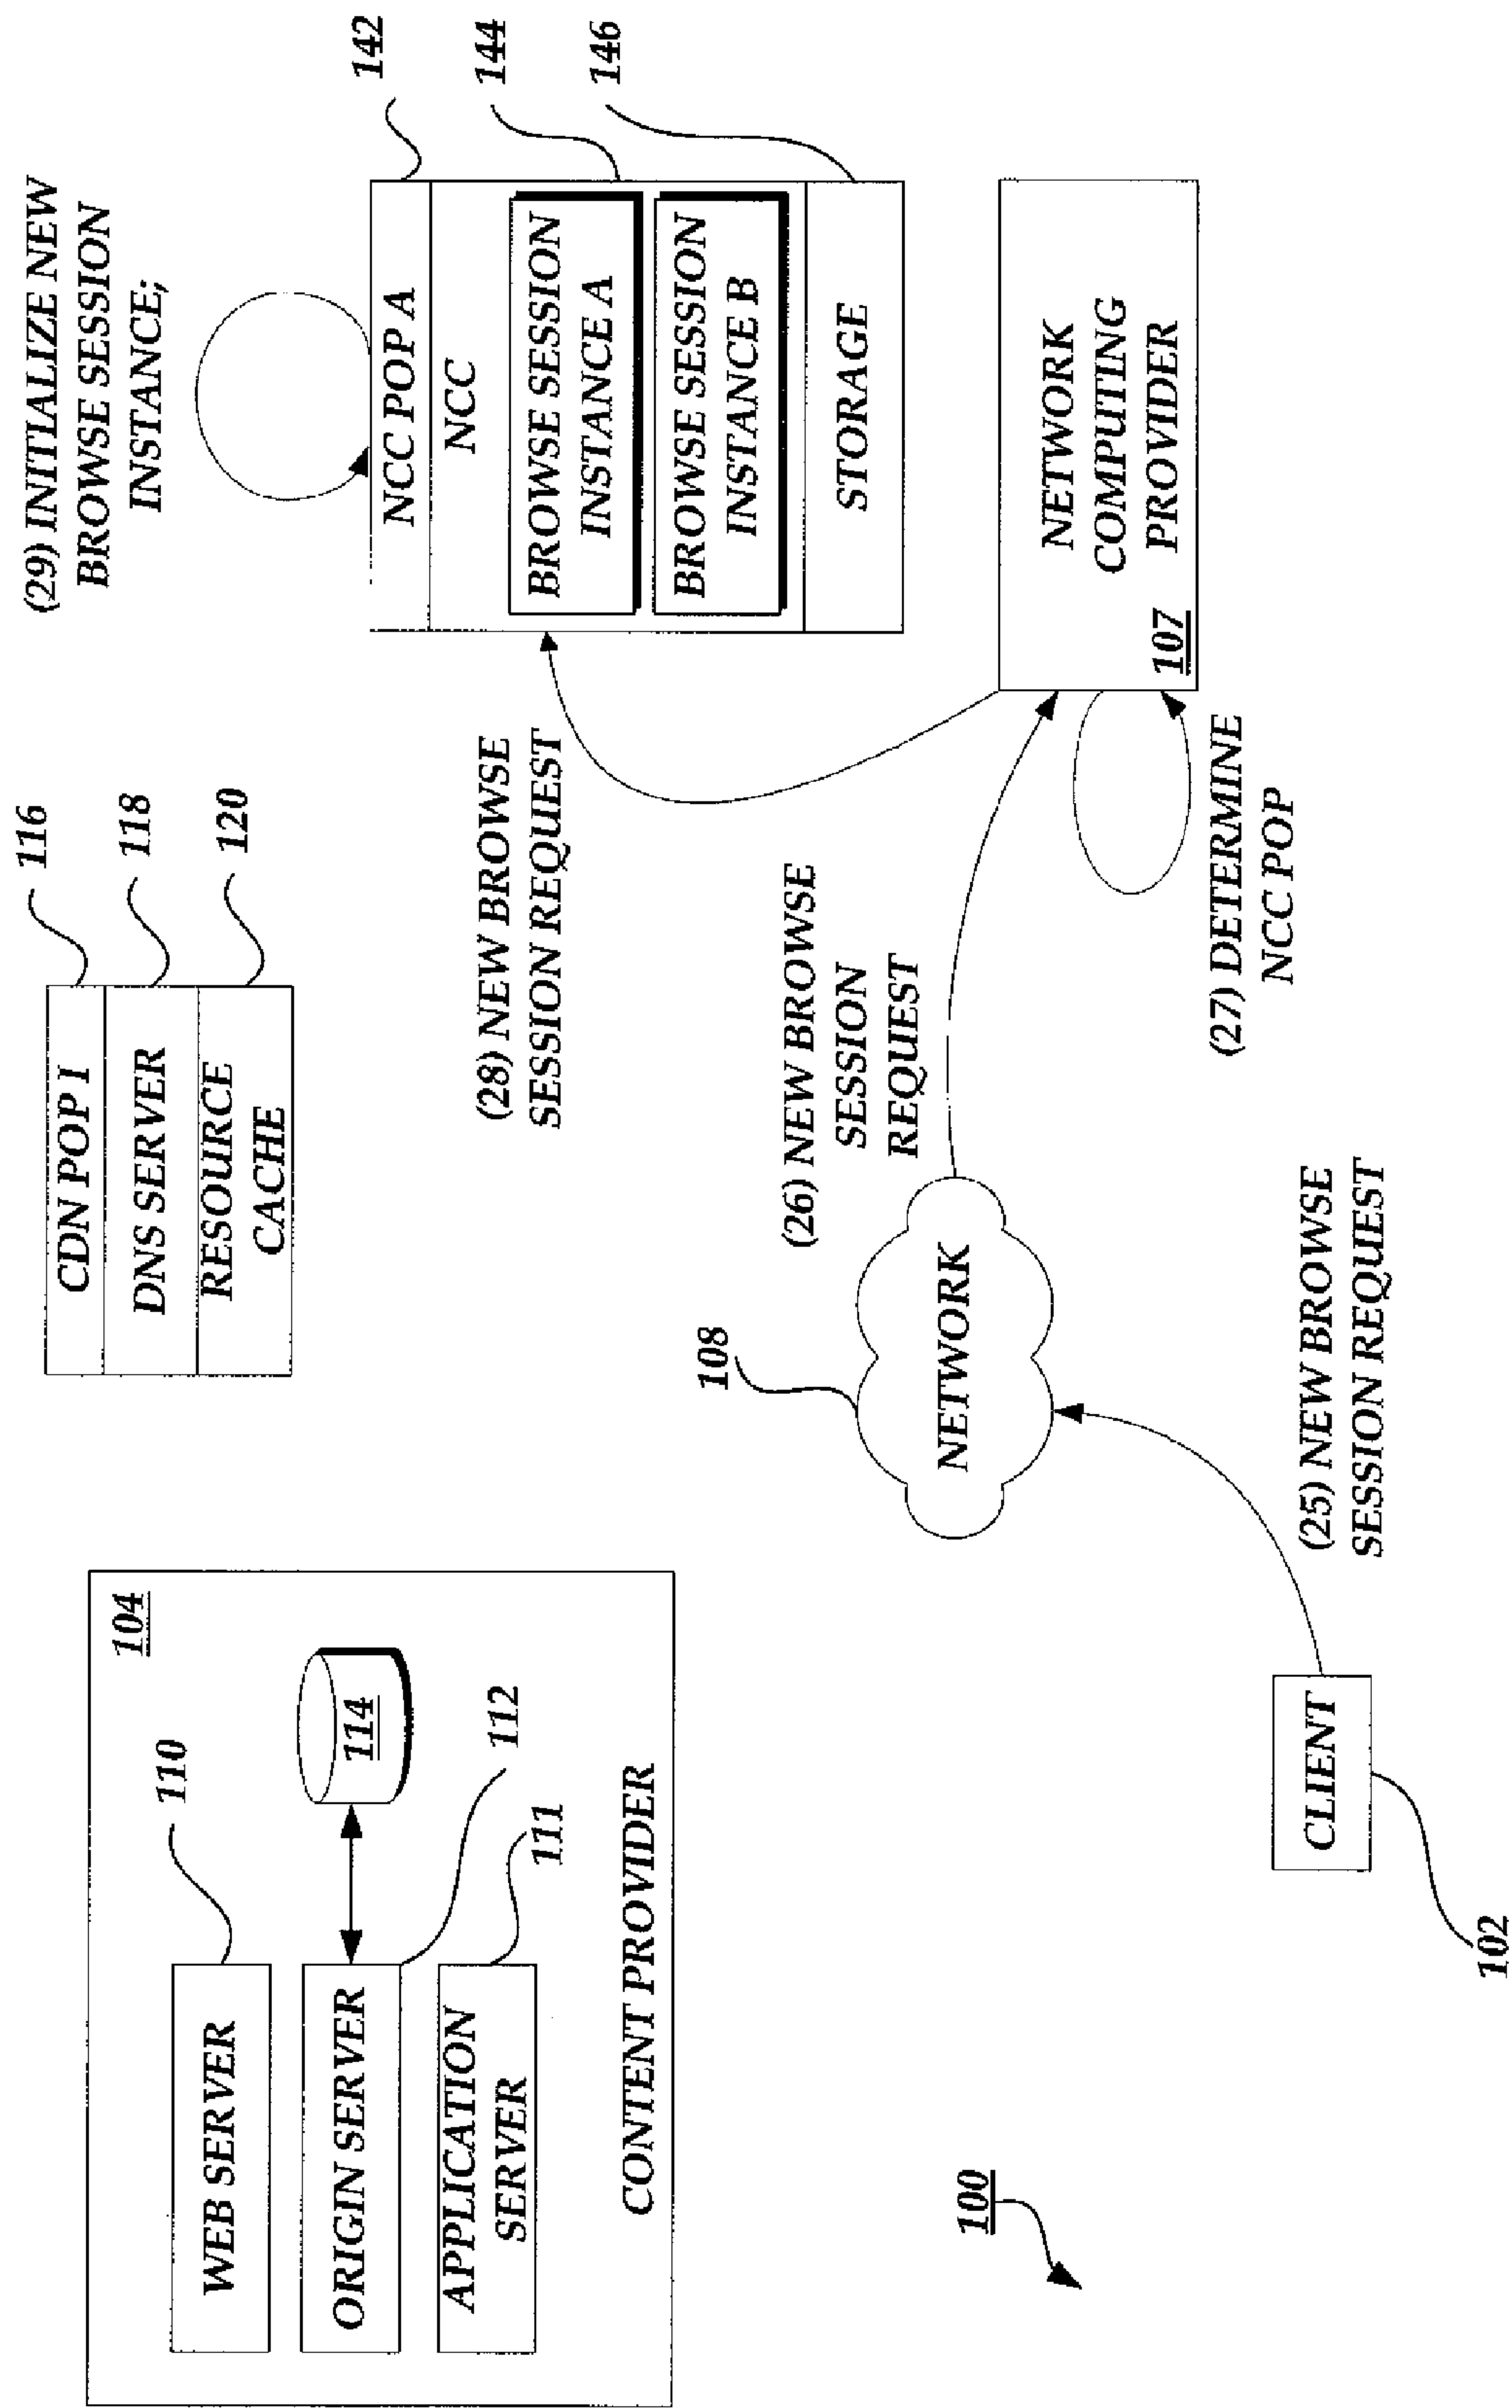 104
WEB SERVER
110
ORIGIN SERVER
114
112
APPLICATION
SERVER
111
CONTENT PROVIDER
CDN POP I
116
DNS SERVER
118
RESOURCE
CACHE
120
(29) INITIALIZE NEW
BROWSE SESSION
INSTANCE;
NCC POP A
142
NCC
144
BROWSE SESSION
INSTANCE A
BROWSE SESSION
INSTANCE B
STORAGE
146
(28) NEW BROWSE
SESSION REQUEST
108
NETWORK
(26) NEW BROWSE
SESSION
REQUEST
NETWORK
COMPUTING
PROVIDER
107
(27) DETERMINE
NCC POP
(25) NEW BROWSE
SESSION REQUEST
CLIENT
102
100